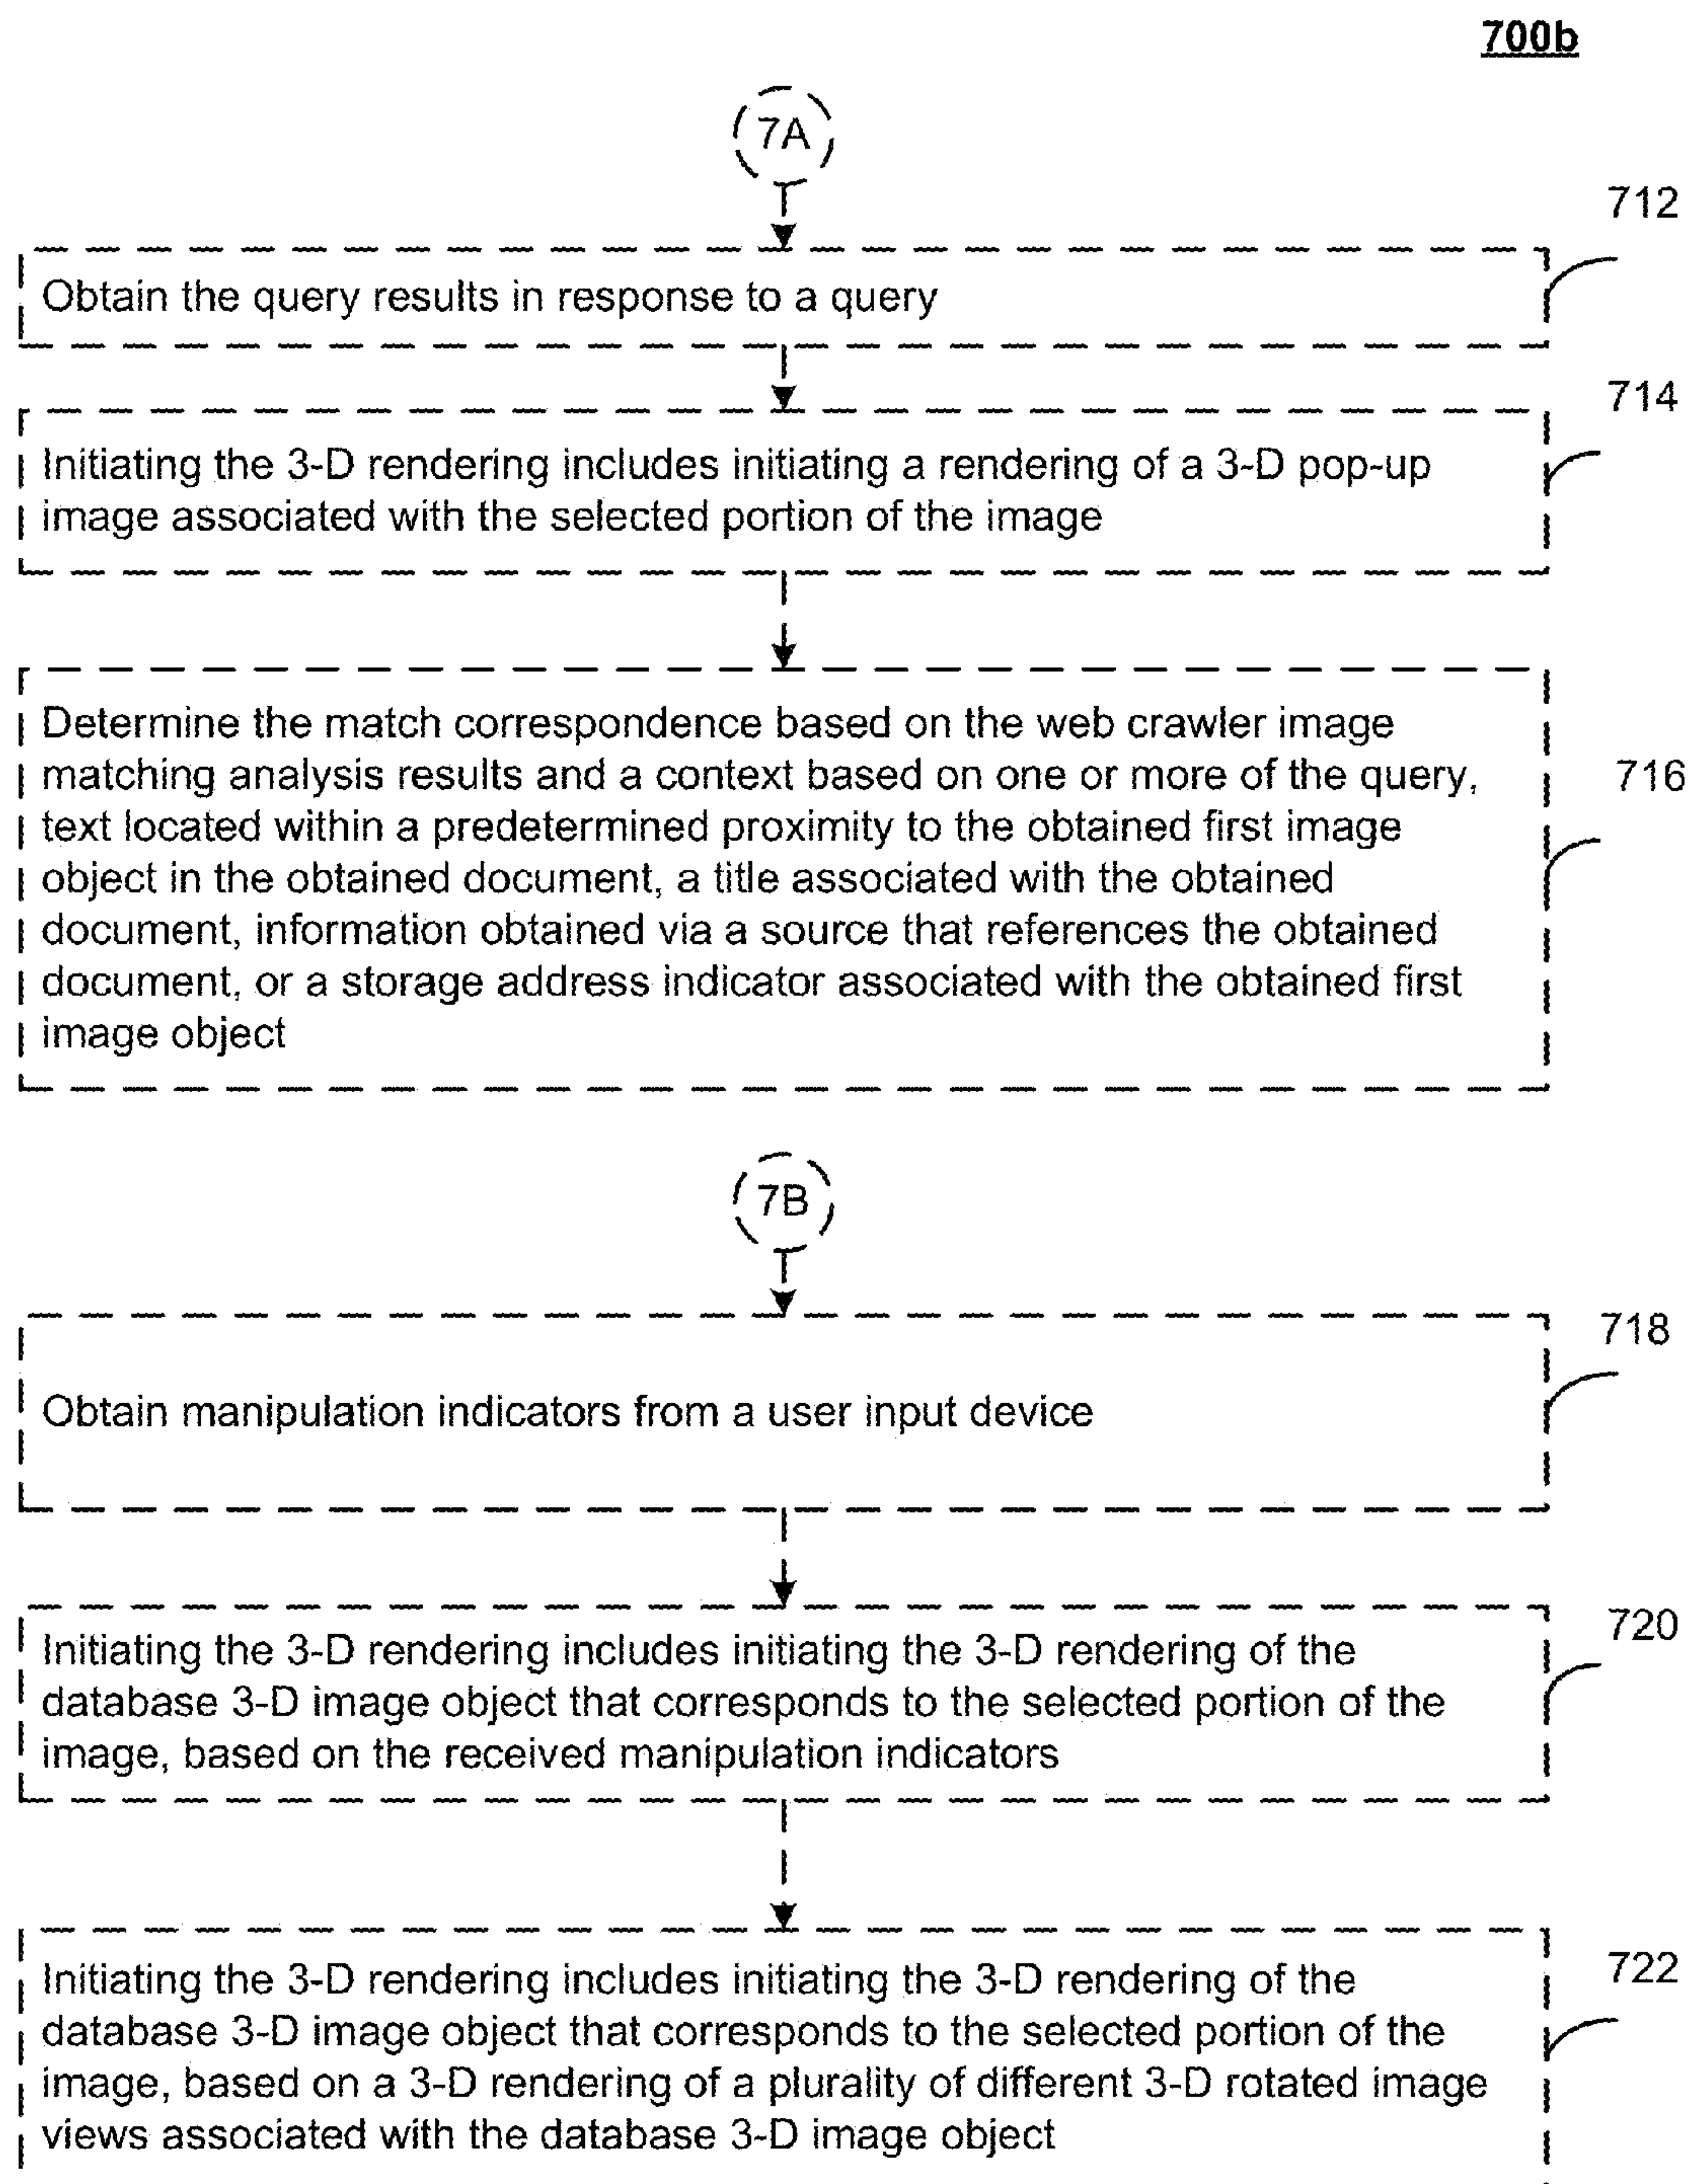 700b
7A
712
Obtain the query results in response to a query
714
Initiating the 3-D rendering includes initiating a rendering of a 3-D pop-up
image associated with the selected portion of the image
Determine the match correspondence based on the web crawler image
matching analysis results and a context based on one or more of the query,
716
text located within a predetermined proximity to the obtained first image
object in the obtained document, a title associated with the obtained
document, information obtained via a source that references the obtained
document, or a storage address indicator associated with the obtained first
image object
7B
718
Obtain manipulation indicators from a user input device
720
Initiating the 3-D rendering includes initiating the 3-D rendering of the
database 3-D image object that corresponds to the selected portion of the
image, based on the received manipulation indicators
722
Initiating the 3-D rendering includes initiating the 3-D rendering of the
database 3-D image object that corresponds to the selected portion of the
image, based on a 3-D rendering of a plurality of different 3-D rotated image
views associated with the database 3-D image object